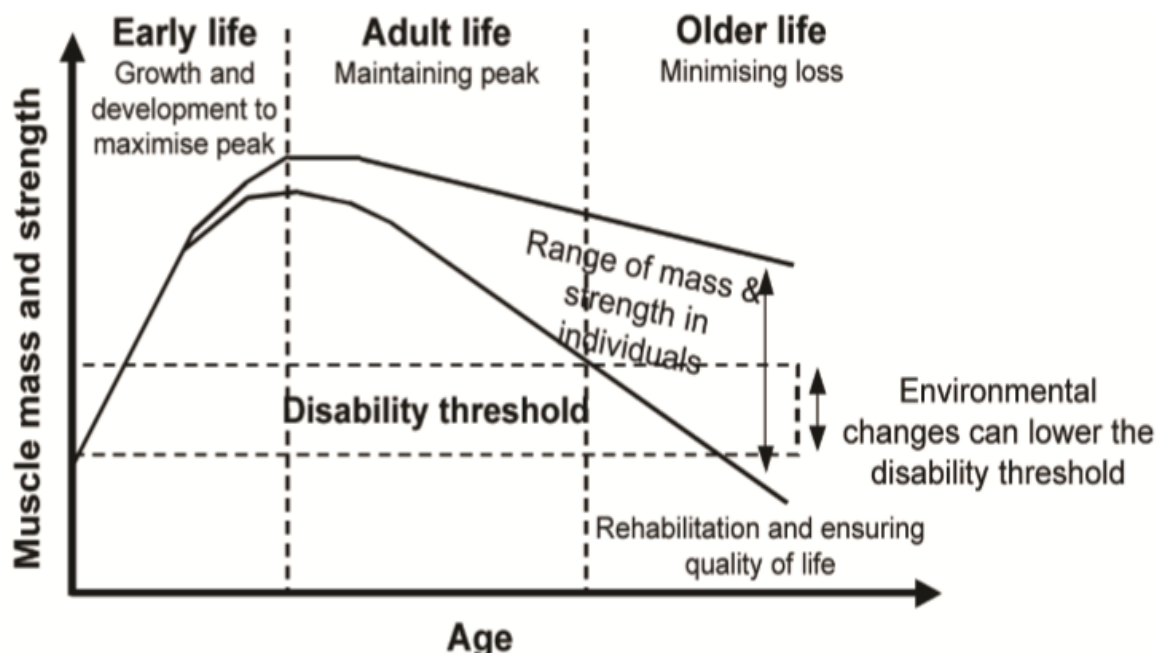 Early life
Growth and
development to
maximise peak
Adult life
Maintaining peak
Older life
Minimising loss
Muscle mass and strength
Range of mass &
strength in
individuals
Disability threshold
Environmental
changes can lower the
disability threshold
Rehabilitation and ensuring
quality of life
Age